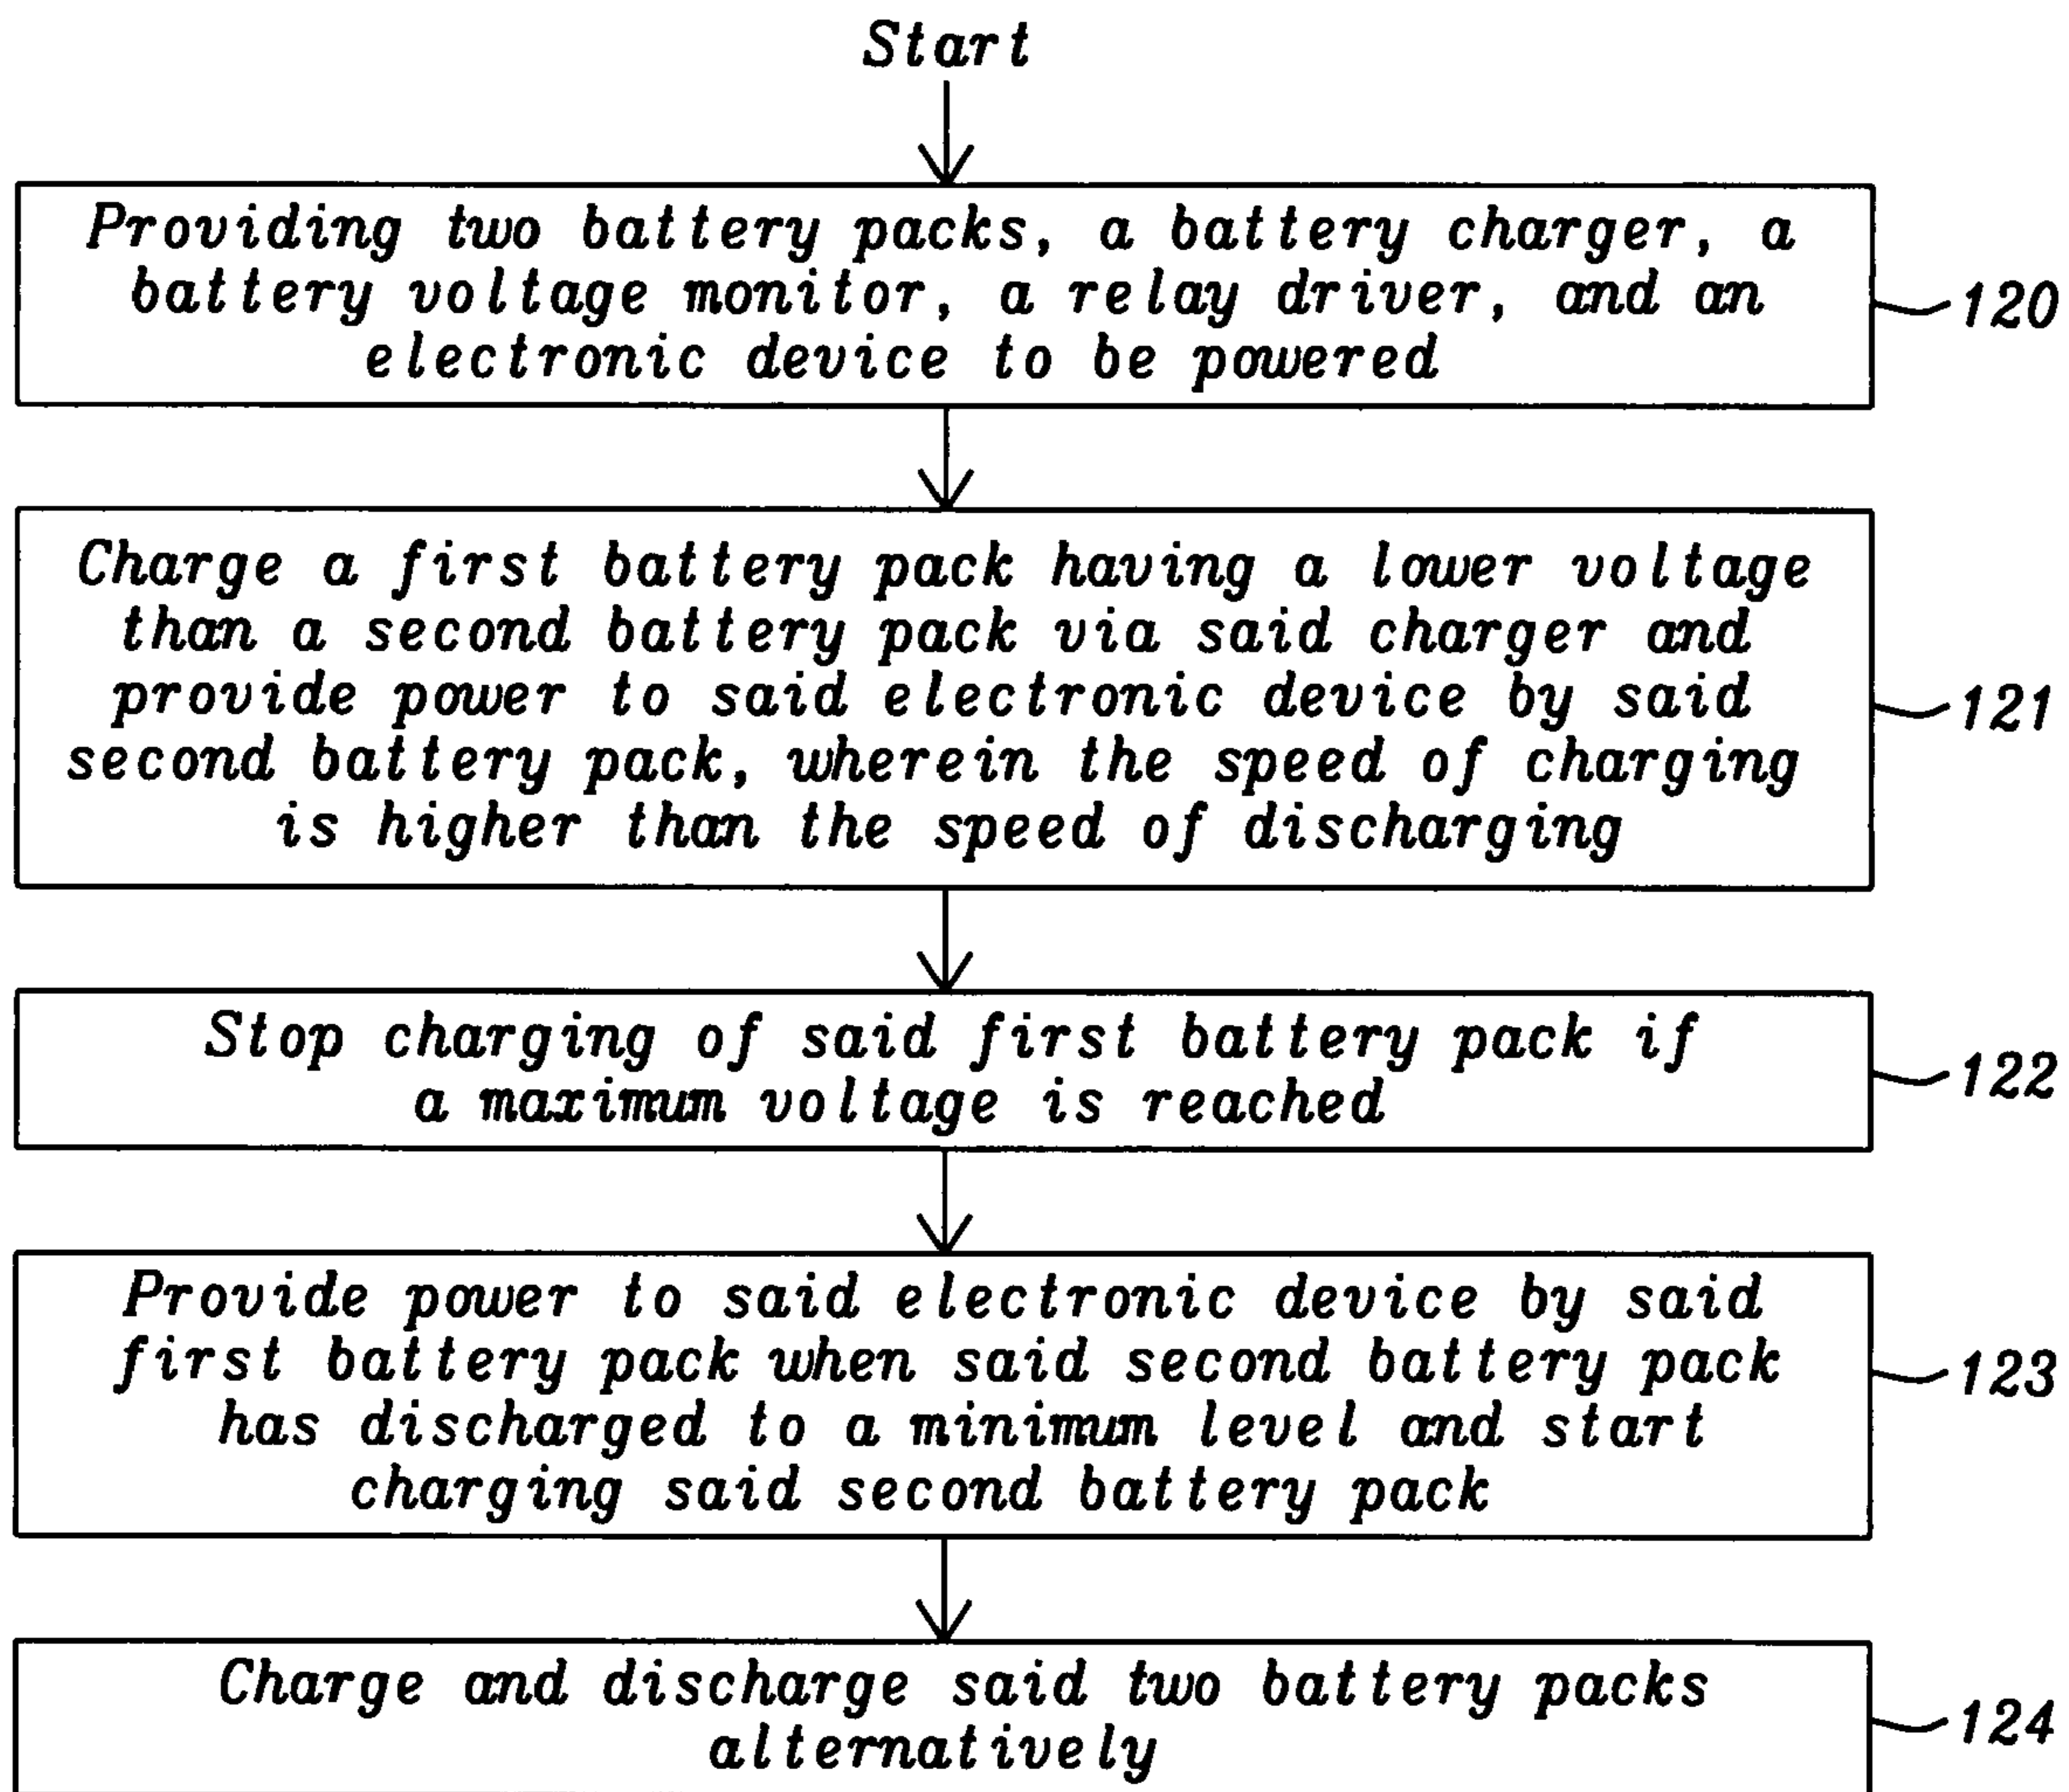 Start
Providing two battery packs, a battery charger, a
battery voltage monitor, a relay driver, and an
electronic device to be powered
120
Charge a first battery pack having a lower voltage
than a second battery pack via said charger and
provide power to said electronic device by said
second battery pack, wherein the speed of charging
is higher than the speed of discharging
121
Stop charging of said first battery pack if
a maximum voltage is reached
122
Provide power to said electronic device by said
first battery pack when said second battery pack
has discharged to a minimum level and start
charging said second battery pack
123
Charge and discharge said two battery packs
alternatively
124